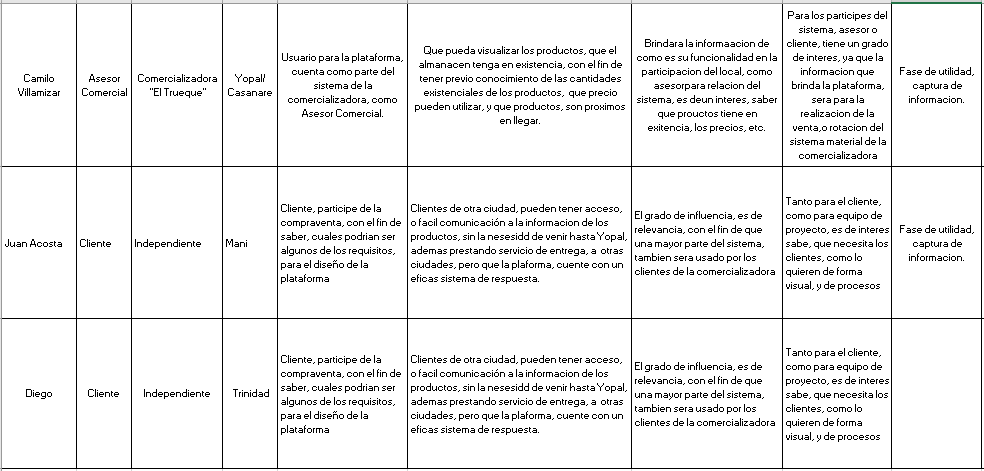 Camilo
Villamizar
Asesor
Comercial
Comercializadora
"El Trueque"
Yopal/
Casanare
Usuario para la plataforma,
cuenta como parte del
sistema de la
comercializadora, como
Asesor Comercial.
Que pueda visualizar los productos, que el
almanacen tenga en existencia, con el fin de
tener previo conocimiento de las cantidades
existenciales de los productos, que precio
pueden utilizar, y que productos, son proximos
en llegar.
Brindara la informaacion de
como es su funcionalidad en la
participacion del local, como
asesorpara relacion del
sistema, es deun interes, saber
que prouctos tiene en
exitencia, los precios, etc.
Para los participes del
sistema, asesor o
cliente, tiene un grado
de interes, ya que la
informacion que
brinda la plataforma,
sera para la
realizacion de la
venta,o rotacion del
sistema material de la
comercializadora
Fase de utilidad,
captura de
informacion.
Juan Acosta
Cliente
Independiente
Mani
Cliente, participe de la
compraventa, con el fin de
saber, cuales podrian ser
algunos de los requisitos,
para el diseño de la
plataforma
Clientes de otra ciudad, pueden tener acceso,
o facil comunicación a la informacion de los
productos, sin la nesesidd de venir hasta Yopal,
ademas prestando servicio de entrega, a otras
ciudades, pero que la plaforma, cuente con un
eficas sistema de respuesta.
El grado de influencia, es de
relevancia, con el fin de que
una mayor parte del sistema,
tambien sera usado por los
clientes de la comercializadora
Tanto para el cliente,
como para equipo de
proyecto, es de interes
sabe, que necesita los
clientes, como lo
quieren de forma
visual, y de procesos
Fase de utilidad,
captura de
informacion.
Diego
Cliente
Independiente
Trinidad
Cliente, participe de la
compraventa, con el fin de
saber, cuales podrian ser
algunos de los requisitos,
para el diseño de la
plataforma
Clientes de otra ciudad, pueden tener acceso,
o facil comunicación a la informacion de los
productos, sin la nesesidd de venir hasta Yopal,
ademas prestando servicio de entrega, a otras
ciudades, pero que la plaforma, cuente con un
eficas sistema de respuesta.
El grado de influencia, es de
relevancia, con el fin de que
una mayor parte del sistema,
tambien sera usado por los
clientes de la comercializadora
Tanto para el cliente,
como para equipo de
proyecto, es de interes
sabe, que necesita los
clientes, como lo
quieren de forma
visual, y de procesos